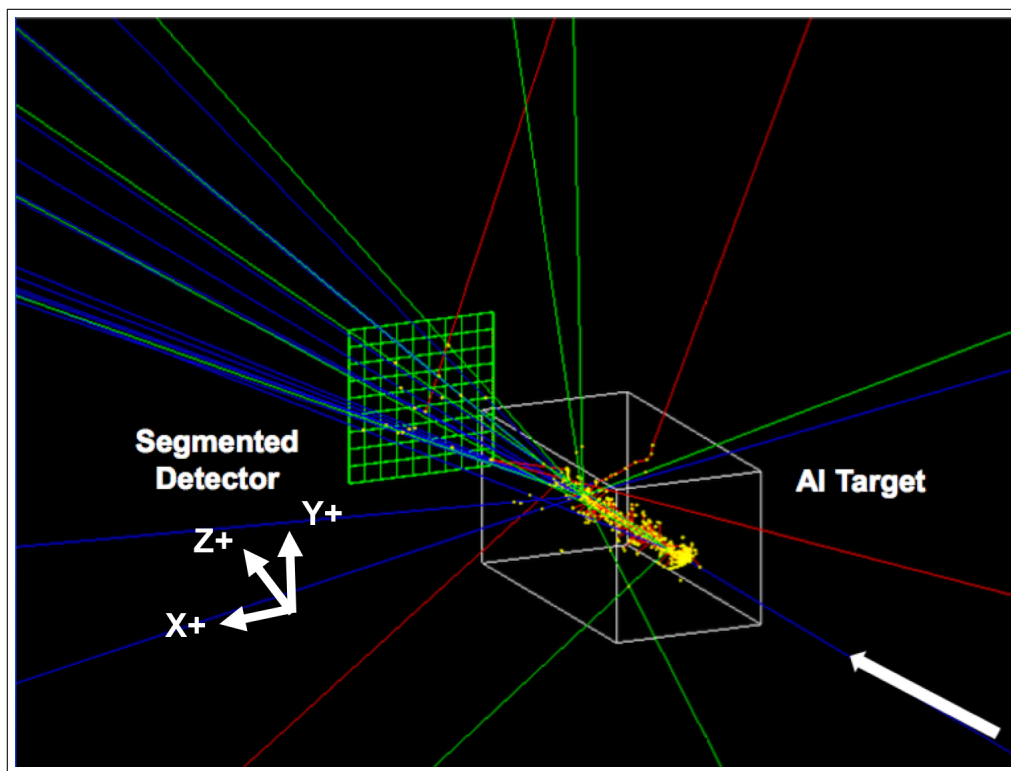 Segmented
Detector
Al Target
Y+
Z+
X+